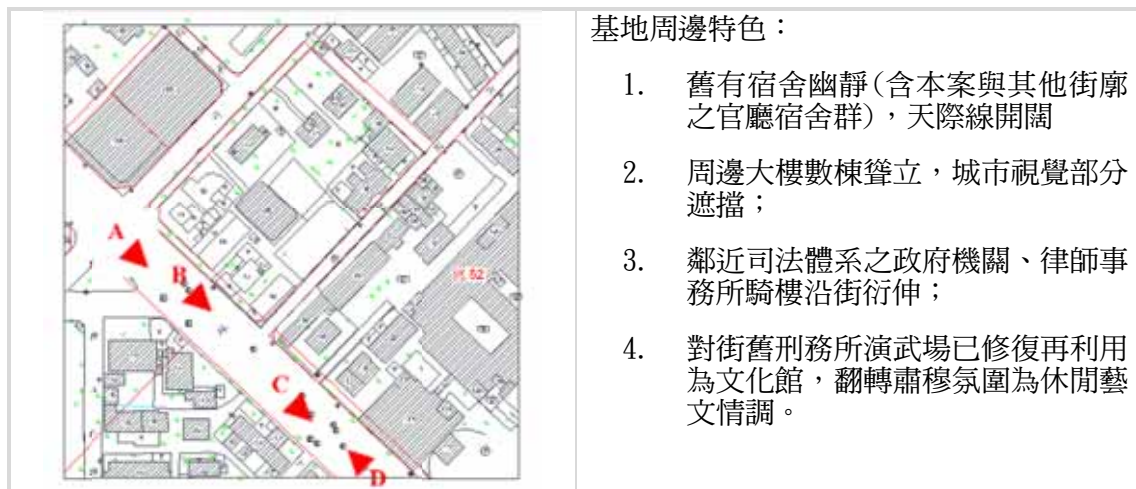 A
B
C
D
機 52
基地周邊特色：
1. 舊有宿舍幽靜(含本案與其他街廓
之官廳宿舍群)，天際線開闊
2. 周邊大樓數棟聳立，城市視覺部分
遮擋；
3. 鄰近司法體系之政府機關、律師事
務所騎樓沿街衍伸；
4. 對街舊刑務所演武場已修復再利用
為文化館，翻轉肅穆氛圍為休閒藝
文情調。